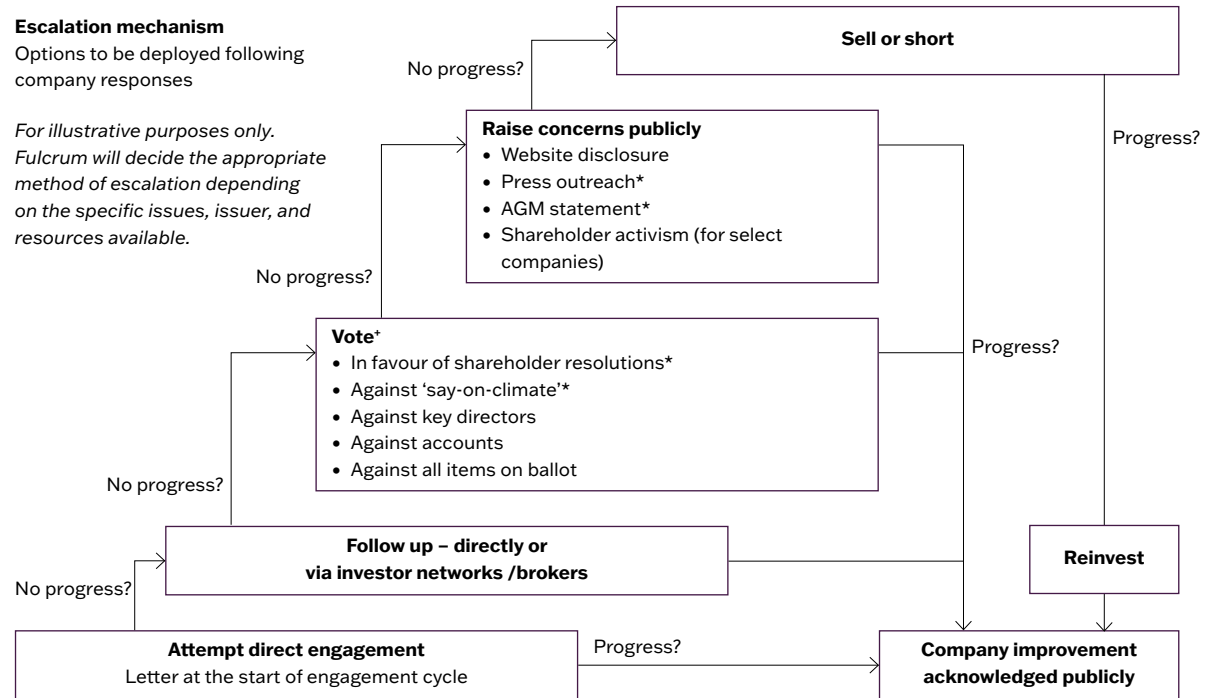 Escalation mechanism
Options to be deployed following
company responses
For illustrative purposes only.
Fulcrum will decide the appropriate
method of escalation depending
on the specific issues, issuer, and
resources available.
Sell or short
No progress?
Progress?
Raise concerns publicly
• Website disclosure
• Press outreach*
• AGM statement*
• Shareholder activism (for select
companies)
No progress?
Vote+
• In favour of shareholder resolutions*
• Against ‘say-on-climate’*
• Against key directors
• Against accounts
• Against all items on ballot
Progress?
No progress?
Follow up – directly or
via investor networks /brokers
Reinvest
No progress?
Attempt direct engagement
Letter at the start of engagement cycle
Progress?
Company improvement
acknowledged publicly